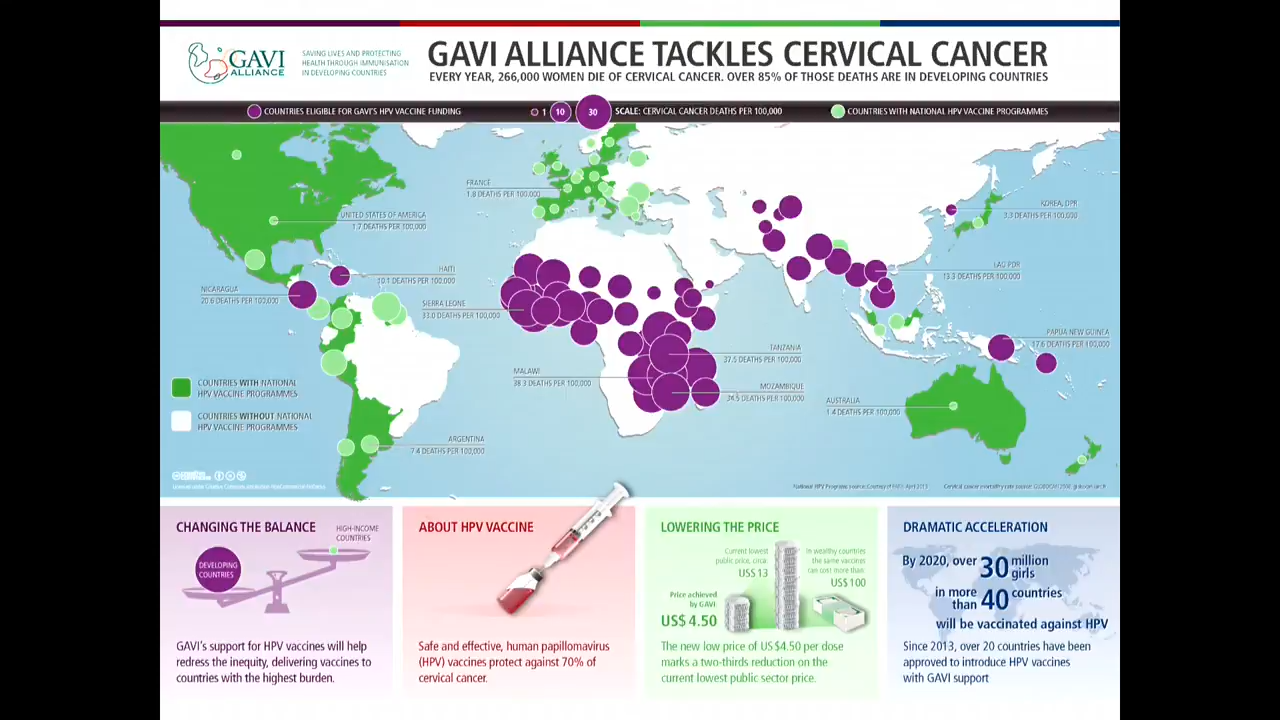 GAVI
ALLIANCE
SAVING LIVES AND PROTECTING
HEALTH THROUGH IMMUNISATION
IN DEVELOPING COUNTRIES
GAVI ALLIANCE TACKLES CERVICAL CANCER
EVERY YEAR, 266,000 WOMEN DIE OF CERVICAL CANCER. OVER 85% OF THOSE DEATHS ARE IN DEVELOPING COUNTRIES
COUNTRIES ELIGIBLE FOR GAVI'S HPV VACCINE FUNDING
1 10 30 SCALE: CERVICAL CANCER DEATHS PER 100,000
COUNTRIES WITH NATIONAL HPV VACCINE PROGRAMMES
FRANCE
1.8 DEATHS PER 100,000
UNITED STATES OF AMERICA
1.7 DEATHS PER 100,000
KOREA, DPR
3.3 DEATHS PER 100,000
HAITI
10.1 DEATHS PER 100,000
LAO PDR
13.3 DEATHS PER 100,000
NICARAGUA
20.6 DEATHS PER 100,000
SIERRA LEONE
33.0 DEATHS PER 100,000
PAPUA NEW GUINEA
17.6 DEATHS PER 100,000
TANZANIA
37.5 DEATHS PER 100,000
MALAWI
38.3 DEATHS PER 100,000
MOZAMBIQUE
34.5 DEATHS PER 100,000
AUSTRALIA
1.4 DEATHS PER 100,000
COUNTRIES WITH NATIONAL
HPV VACCINE PROGRAMMES
COUNTRIES WITHOUT NATIONAL
HPV VACCINE PROGRAMMES
ARGENTINA
7.4 DEATHS PER 100,000
CHANGING THE BALANCE
HIGH-INCOME
COUNTRIES
DEVELOPING
COUNTRIES
GAVI's support for HPV vaccines will help
redress the inequity, delivering vaccines to
countries with the highest burden.
ABOUT HPV VACCINE
Safe and effective, human papillomavirus
(HPV) vaccines protect against 70% of
cervical cancer.
LOWERING THE PRICE
Current lowest
public price, circa:
US$ 13
In wealthy countries
the same vaccines
can cost more than:
US$ 100
Price achieved
by GAVI
US$ 4.50
The new low price of US$4.50 per dose
marks a two-thirds reduction on the
current lowest public sector price.
DRAMATIC ACCELERATION
By 2020, over 30 million
girls
in more
than 40 countries
will be vaccinated against HPV
Since 2013, over 20 countries have been
approved to introduce HPV vaccines
with GAVI support